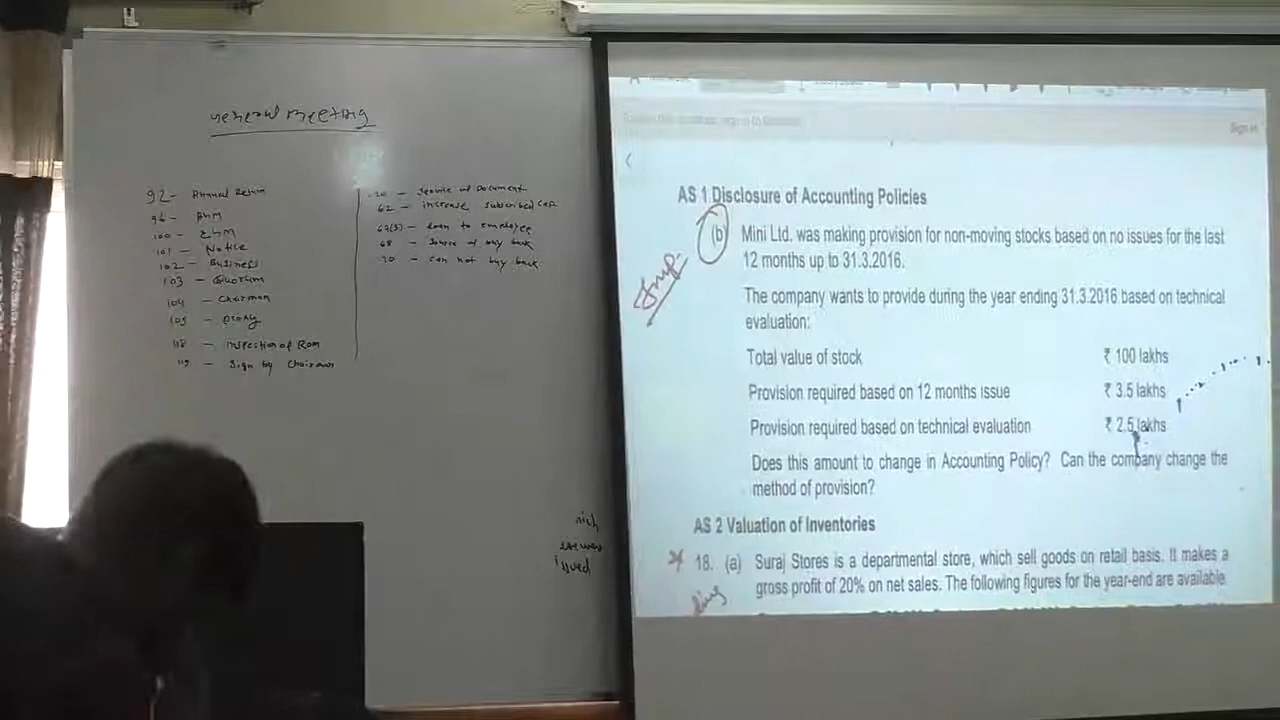 General Meeting
92 - Annual Return
96 - AGM
100 - EGM
101 - Notice
102 - Business
103 - Quorum
104 - Chairman
105 - Proxy
118 - Inspection of Rom
119 - Sign by Chairman
20 - Service of Document
62 - increase subscribed cap
67(3) - Loan to employee
68 - Source of buy back
70 - can not buy back
issued
Sign in
AS 1 Disclosure of Accounting Policies
Imp.
(b) Mini Ltd. was making provision for non-moving stocks based on no issues for the last
12 months up to 31.3.2016.
The company wants to provide during the year ending 31.3.2016 based on technical
evaluation:
Total value of stock ₹ 100 lakhs
Provision required based on 12 months issue ₹ 3.5 lakhs
Provision required based on technical evaluation ₹ 2.5 lakhs
Does this amount to change in Accounting Policy? Can the company change the
method of provision?
AS 2 Valuation of Inventories
18. (a) Suraj Stores is a departmental store, which sell goods on retail basis. It makes a
gross profit of 20% on net sales. The following figures for the year-end are available